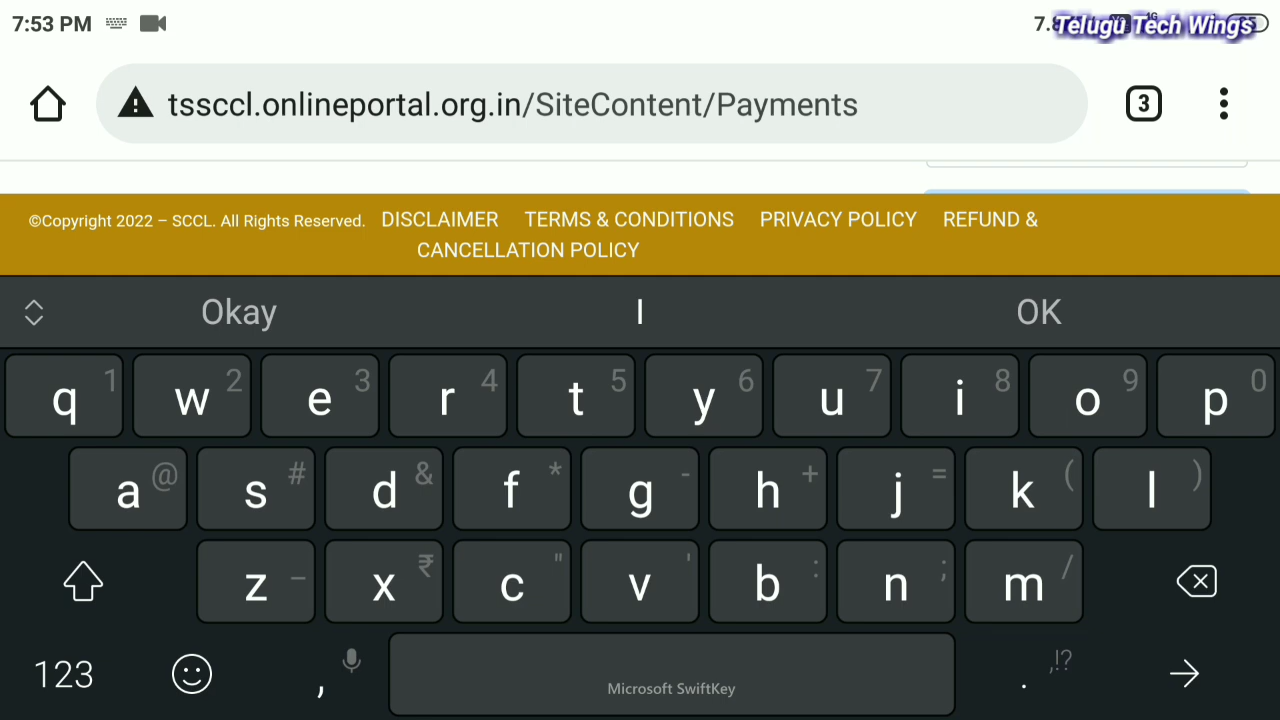 7:53 PM
7.
Telugu Tech Wings
tssccl.onlineportal.org.in/SiteContent/Payments
3
©Copyright 2022 – SCCL. All Rights Reserved. DISCLAIMER TERMS & CONDITIONS PRIVACY POLICY REFUND &
CANCELLATION POLICY
Okay I OK
q 1 w 2 e 3 r 4 t 5 y 6 u 7 i 8 o 9 p 0
a @ s # d & f * g - h + j = k ( l )
z – x ₹ c " v ' b : n ; m /
123 , Microsoft SwiftKey . ,!?